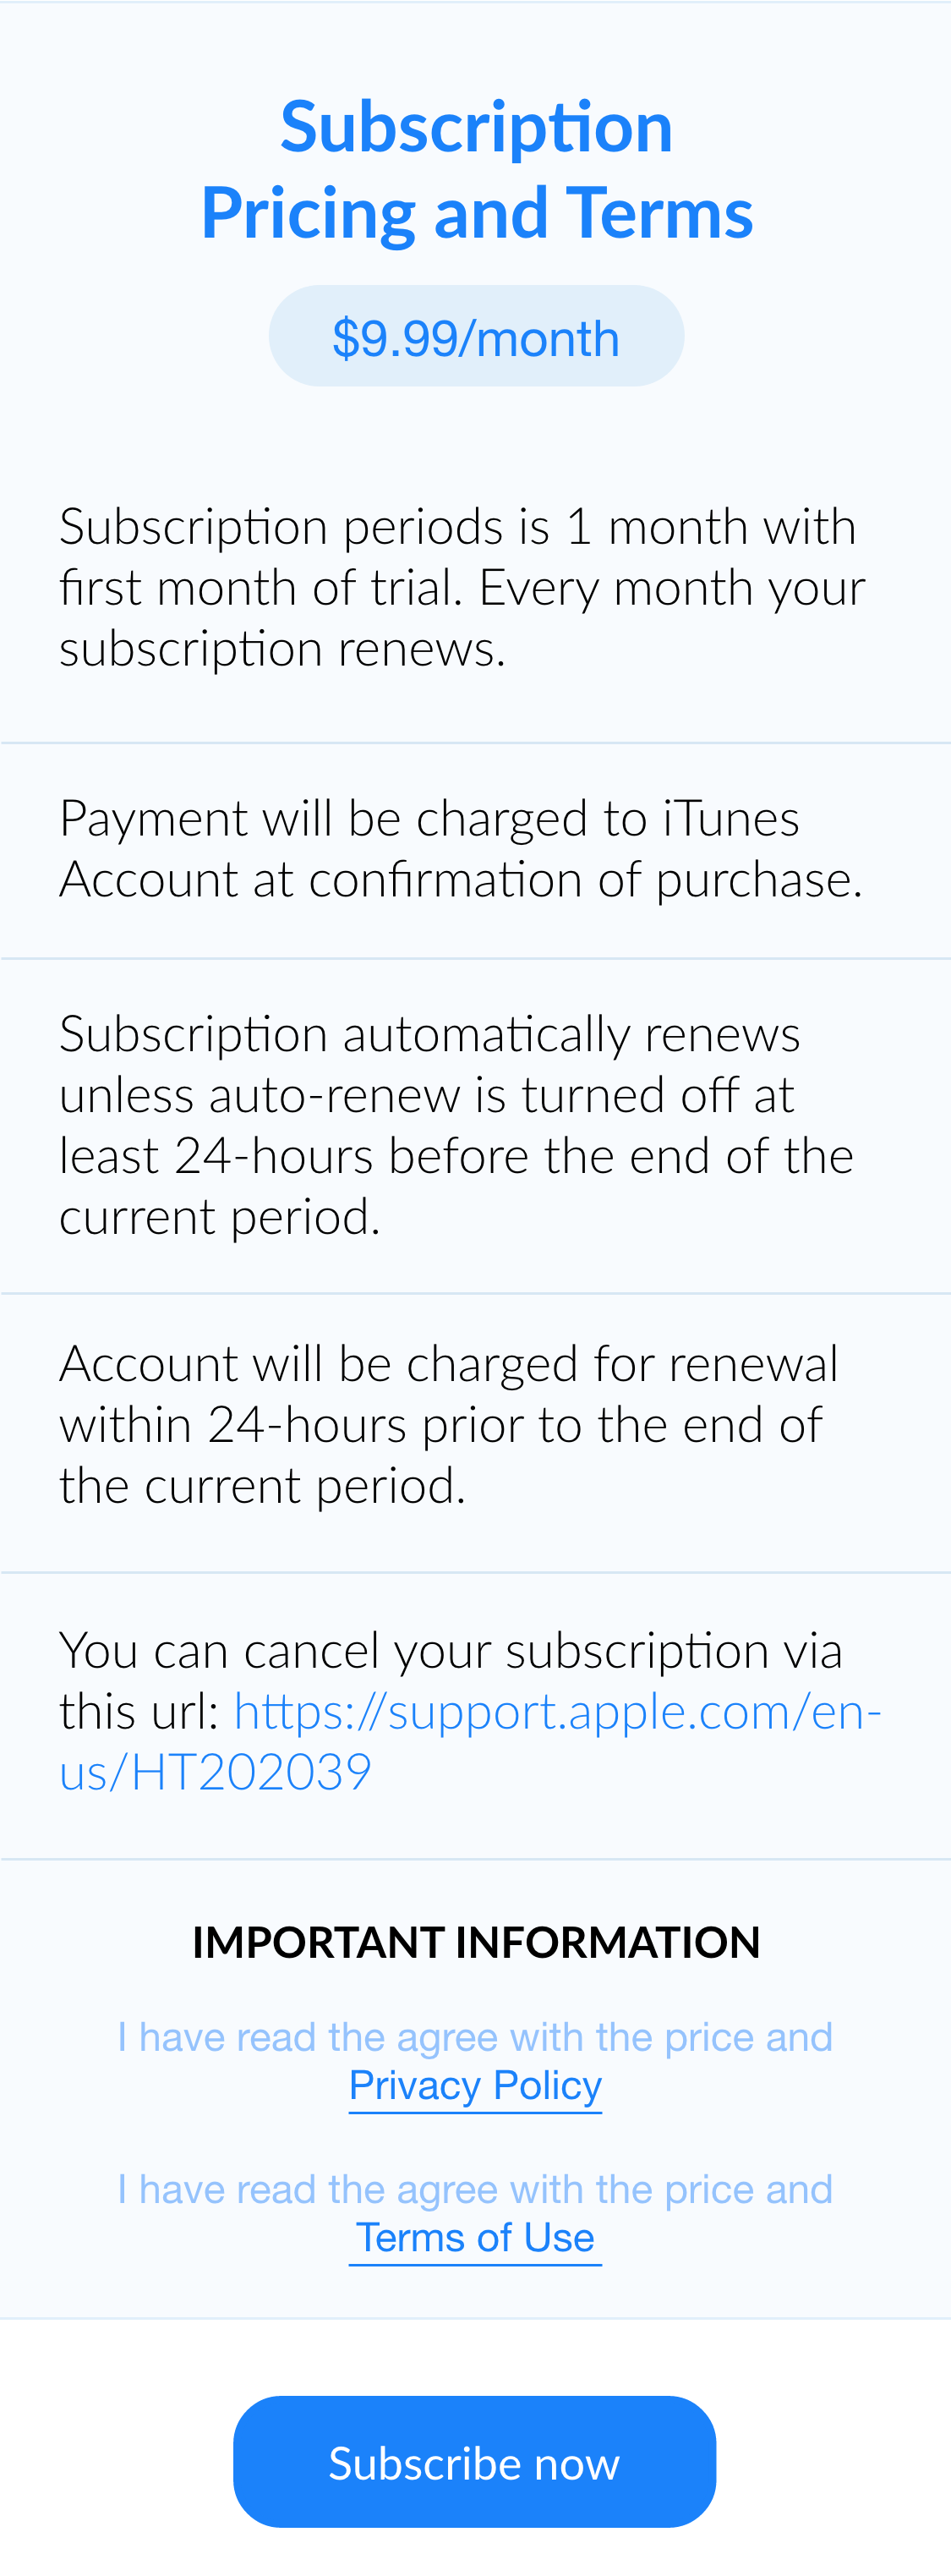 Subscription
Pricing and Terms
$9.99/month
Subscription periods is 1 month with
first month of trial. Every month your
subscription renews.
Payment will be charged to iTunes
Account at confirmation of purchase.
Subscription automatically renews
unless auto-renew is turned off at
least 24-hours before the end of the
current period.
Account will be charged for renewal
within 24-hours prior to the end of
the current period.
You can cancel your subscription via
this url: https://support.apple.com/en-
us/HT202039
IMPORTANT INFORMATION
I have read the agree with the price and
Privacy Policy
I have read the agree with the price and
Terms of Use
Subscribe now